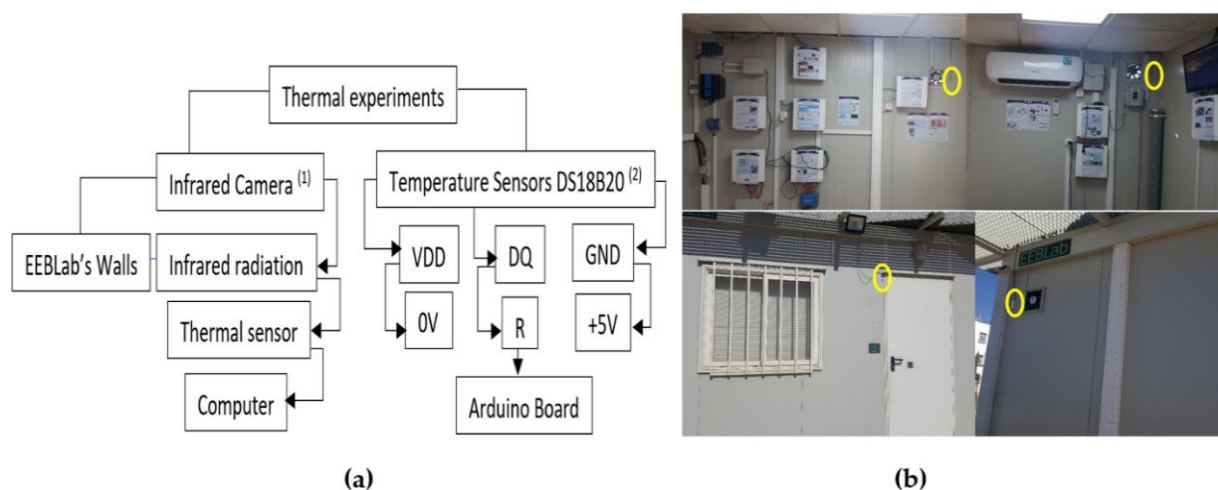 Thermal experiments
Infrared Camera (1)
Temperature Sensors DS18B20 (2)
EEBLab's Walls
Infrared radiation
VDD
DQ
GND
Thermal sensor
0V
R
+5V
Computer
Arduino Board
EEBLab
(a)
(b)